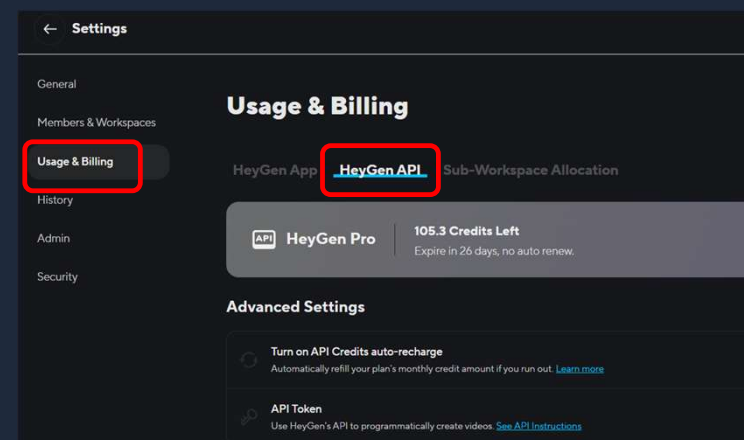 Settings
General
Members & Workspaces
Usage & Billing
History
Admin
Security
Usage & Billing
HeyGen App HeyGen API Sub-Workspace Allocation
API HeyGen Pro
105.3 Credits Left
Expire in 26 days, no auto renew.
Advanced Settings
Turn on API Credits auto-recharge
Automatically refill your plan's monthly credit amount if you run out. Learn more
API Token
Use HeyGen's API to programmatically create videos. See API Instructions